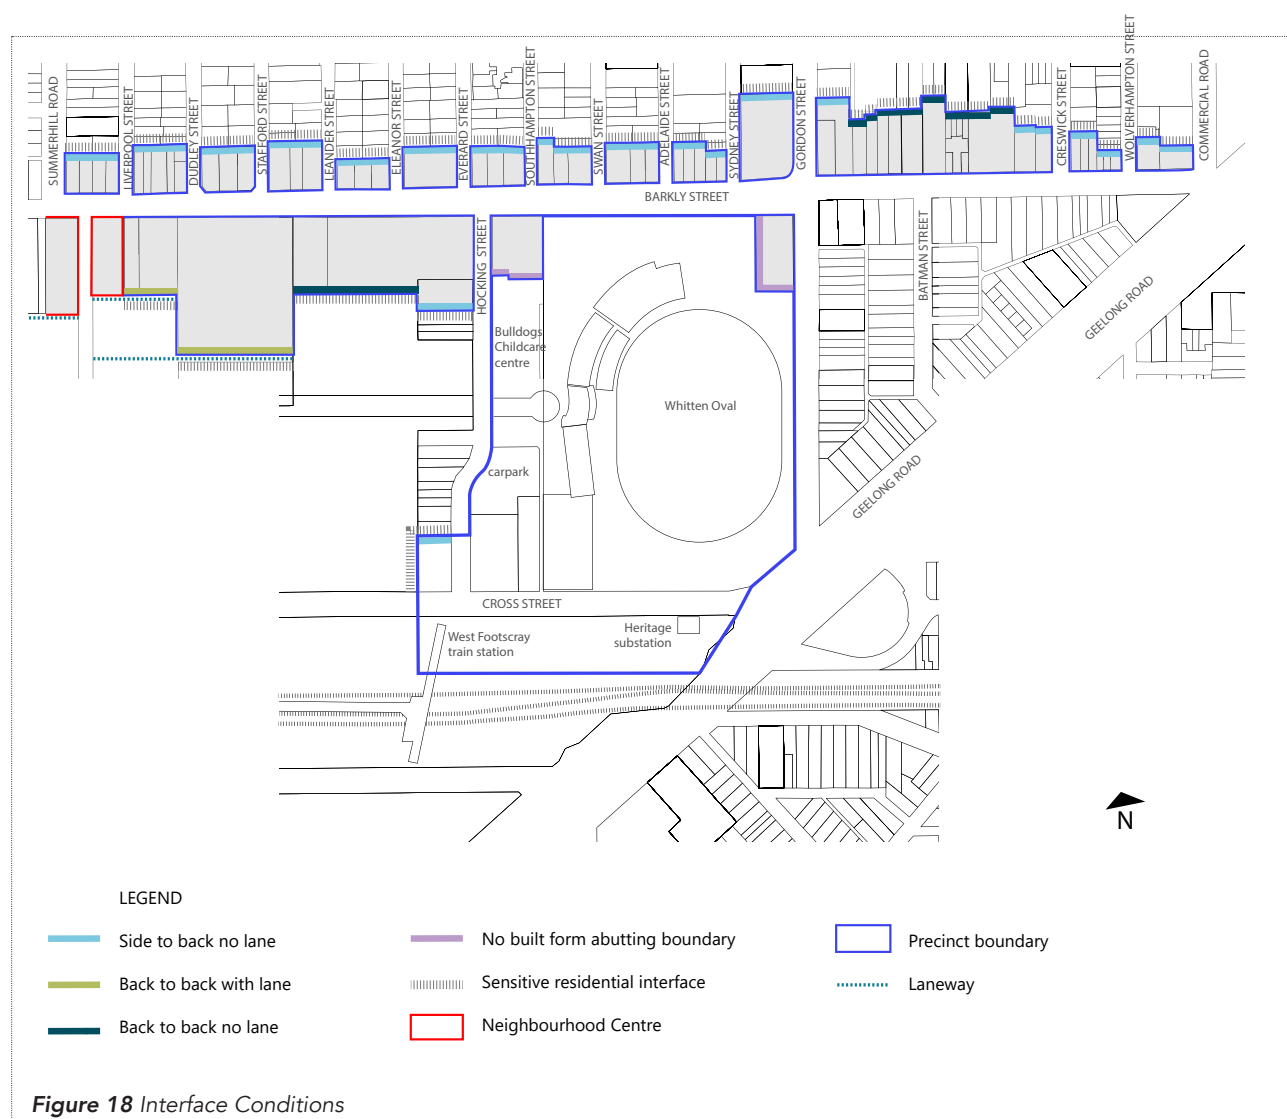 SUMMERHILL ROAD
LIVERPOOL STREET
DUDLEY STREET
STAFFORD STREET
LEANDER STREET
ELEANOR STREET
EVERARD STREET
SOUTHHAMPTON STREET
SWAN STREET
ADELAIDE STREET
SYDNEY STREET
GORDON STREET
CRESWICK STREET
WOLVERHAMPTON STREET
COMMERCIAL ROAD
BARKLY STREET
HOCKING STREET
BATMAN STREET
GEELONG ROAD
Bulldogs
Childcare
centre
Whitten Oval
carpark
GEELONG ROAD
CROSS STREET
West Footscray
train station
Heritage
substation
N
LEGEND
Side to back no lane
Back to back with lane
Back to back no lane
No built form abutting boundary
Sensitive residential interface
Neighbourhood Centre
Precinct boundary
Laneway
Figure 18 Interface Conditions